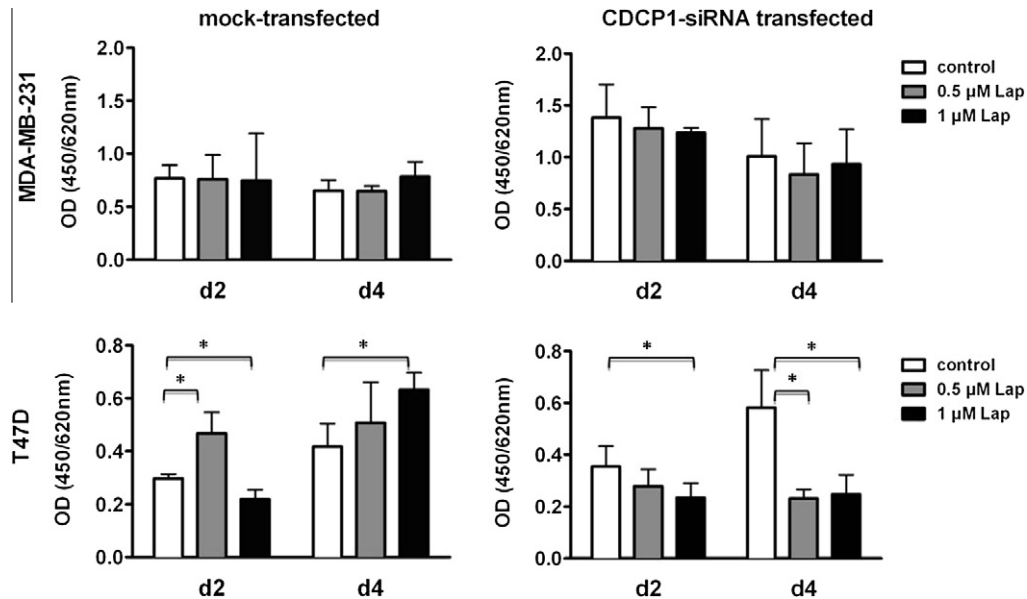 mock-transfected
CDCP1-siRNA transfected
MDA-MB-231
OD (450/620nm)
2.0
1.5
1.0
0.5
0.0
d2
d4
OD (450/620nm)
2.0
1.5
1.0
0.5
0.0
d2
d4
control
0.5 µM Lap
1 µM Lap
T47D
OD (450/620nm)
0.8
0.6
0.4
0.2
0.0
*
*
*
d2
d4
OD (450/620nm)
0.8
0.6
0.4
0.2
0.0
*
*
*
d2
d4
control
0.5 µM Lap
1 µM Lap